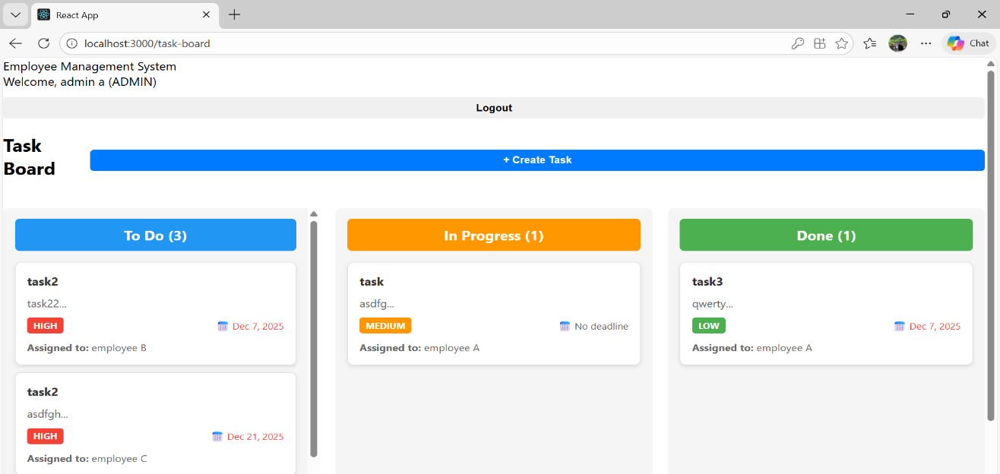 React App
localhost:3000/task-board
Chat
Employee Management System
Welcome, admin a (ADMIN)
Logout
Task
Board
+ Create Task
To Do (3)
task2
task22...
HIGH
Dec 7, 2025
Assigned to: employee B
task2
asdfgh...
HIGH
Dec 21, 2025
Assigned to: employee C
In Progress (1)
task
asdfg...
MEDIUM
No deadline
Assigned to: employee A
Done (1)
task3
qwerty...
LOW
Dec 7, 2025
Assigned to: employee A